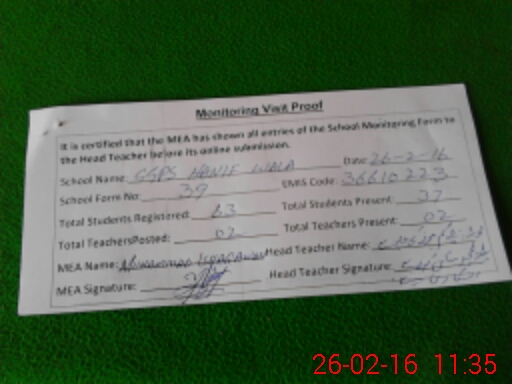 Monitoring Visit Proof
It is certified that the MEA has shown all entries of the School Monitoring Form to
the Head Teacher before its online submission.
School Name: GGPS HANIF WALA Date: 26-2-16
School Form No: 39 EMIS Code: 36610223
Total Students Registered: 63 Total Students Present: 37
Total TeachersPosted: 02 Total Teachers Present: 02
MEA Name: Head Teacher Name:
MEA Signature: Head Teacher Signature:
26-02-16 11:35